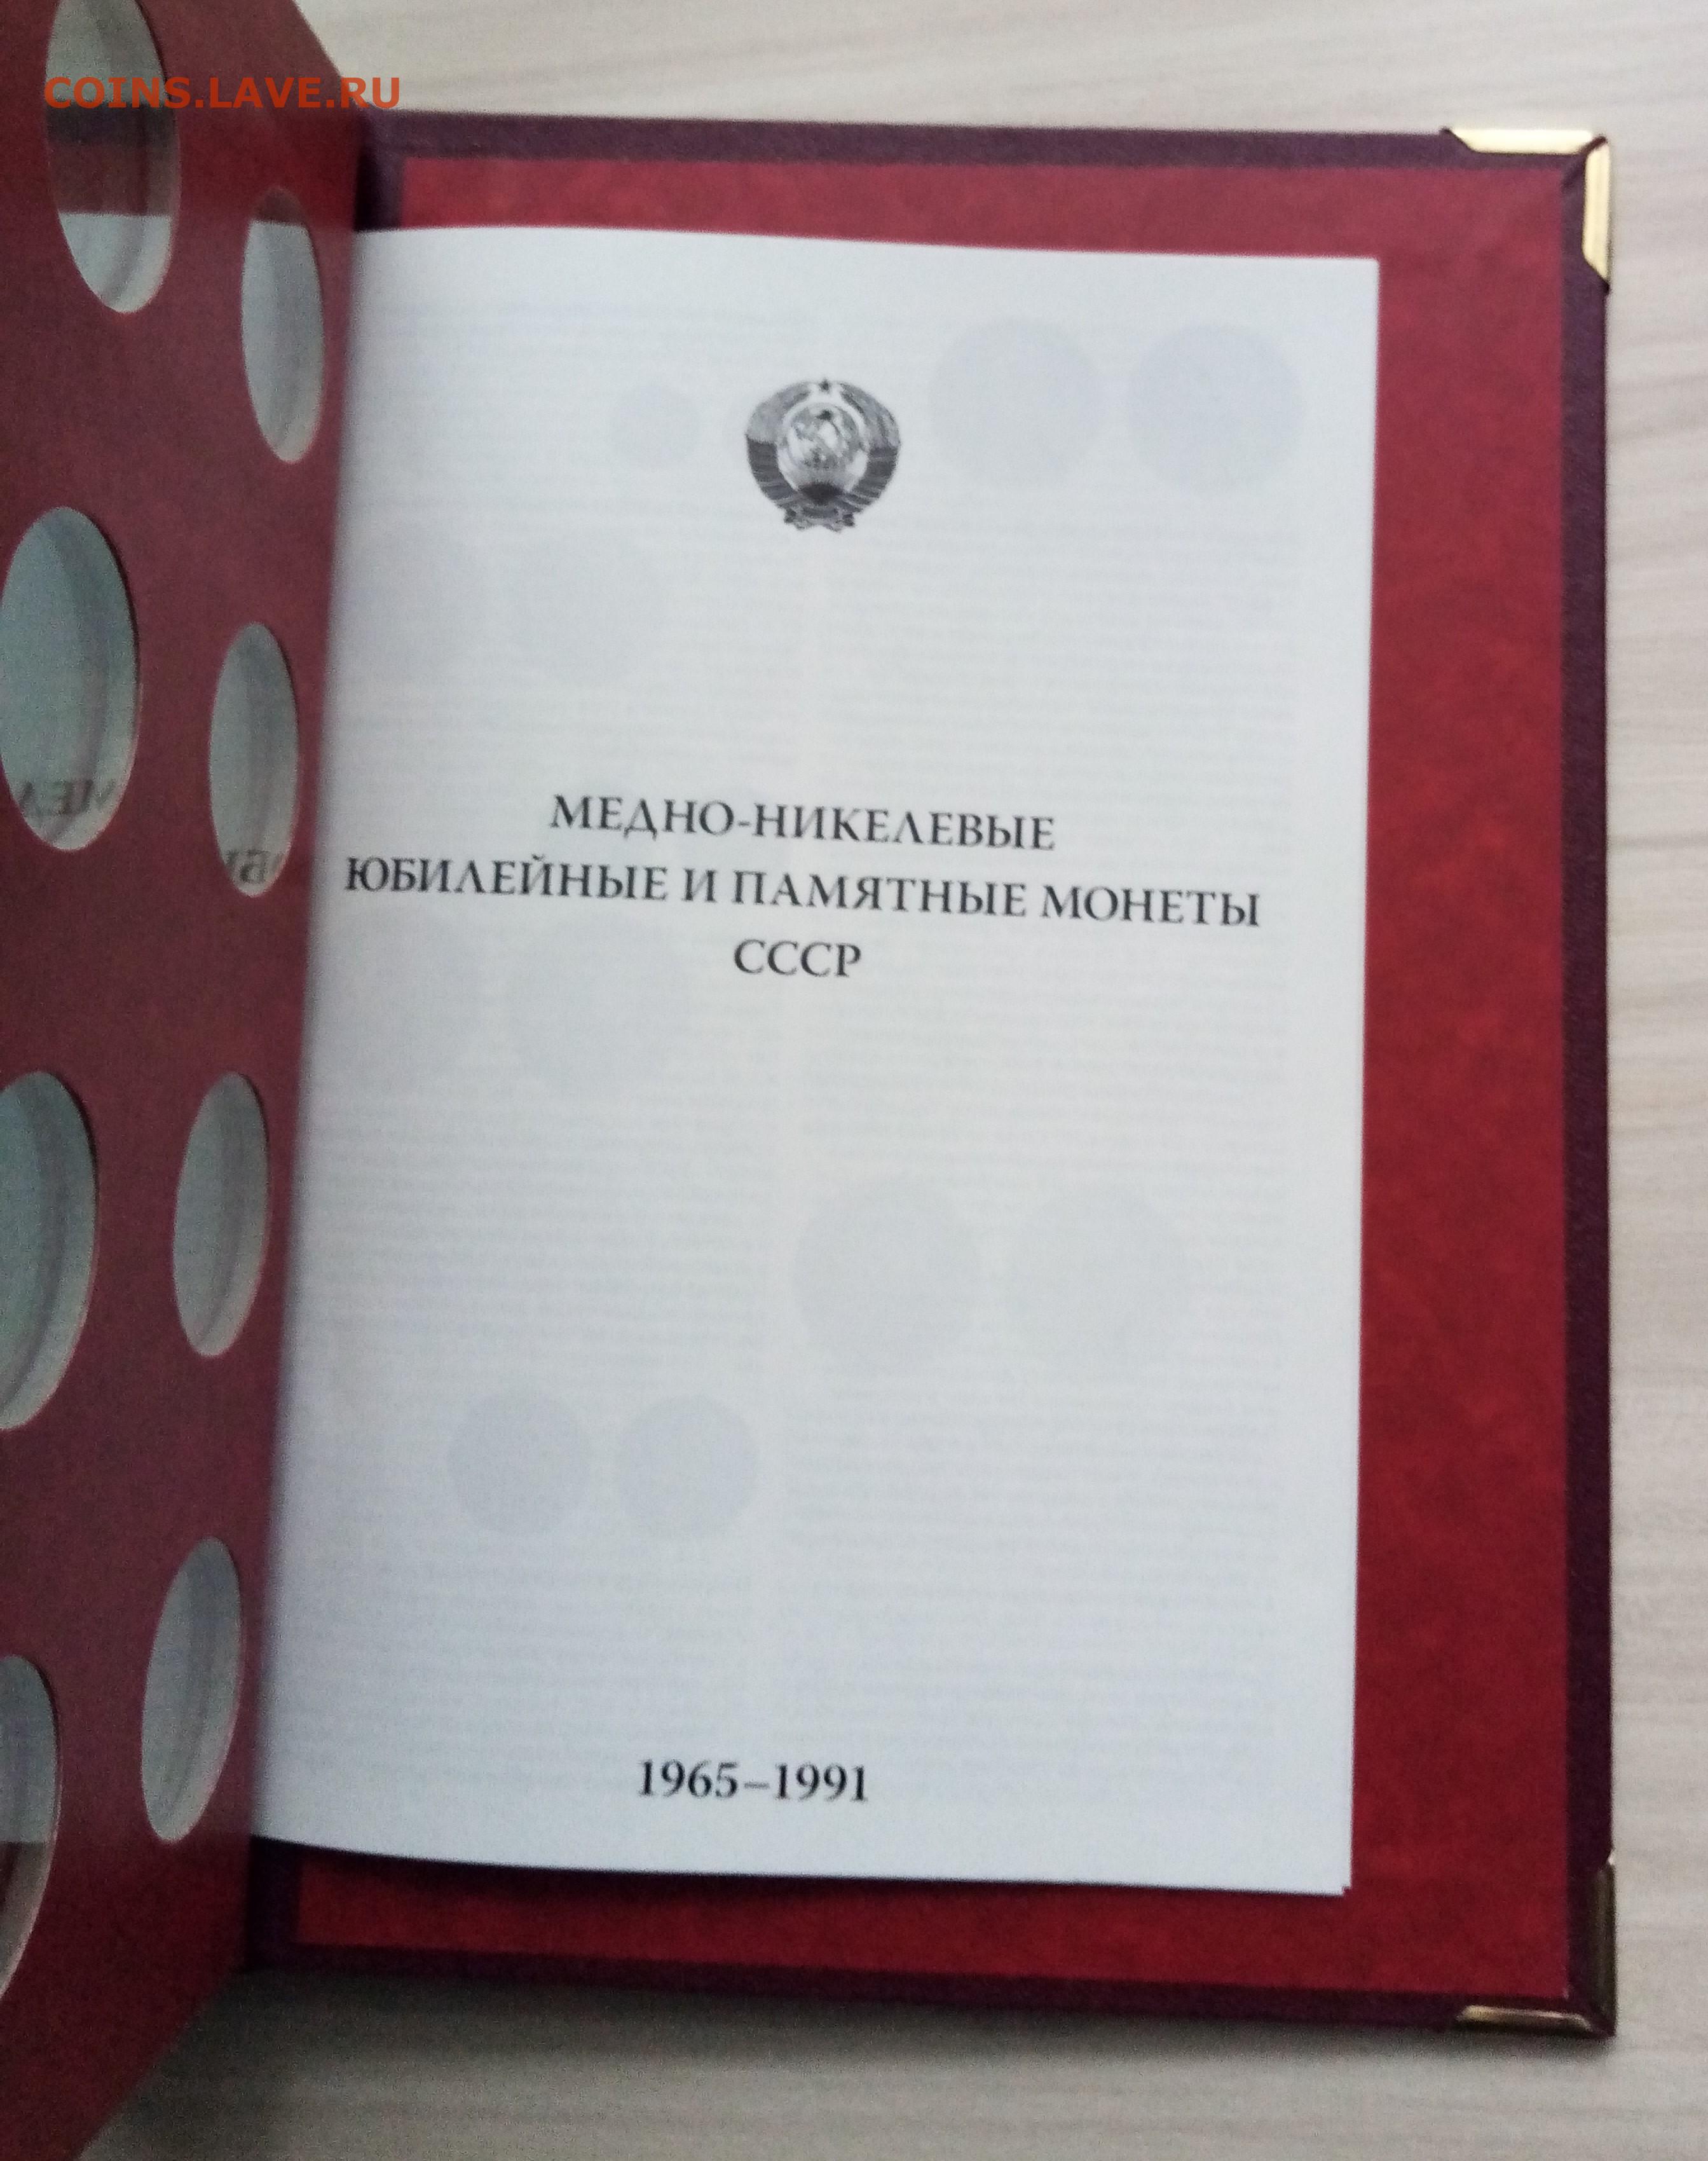 COINS.LAVE.RU
МЕДНО-НИКЕЛЕВЫЕ
ЮБИЛЕЙНЫЕ И ПАМЯТНЫЕ МОНЕТЫ
СССР
1965–1991